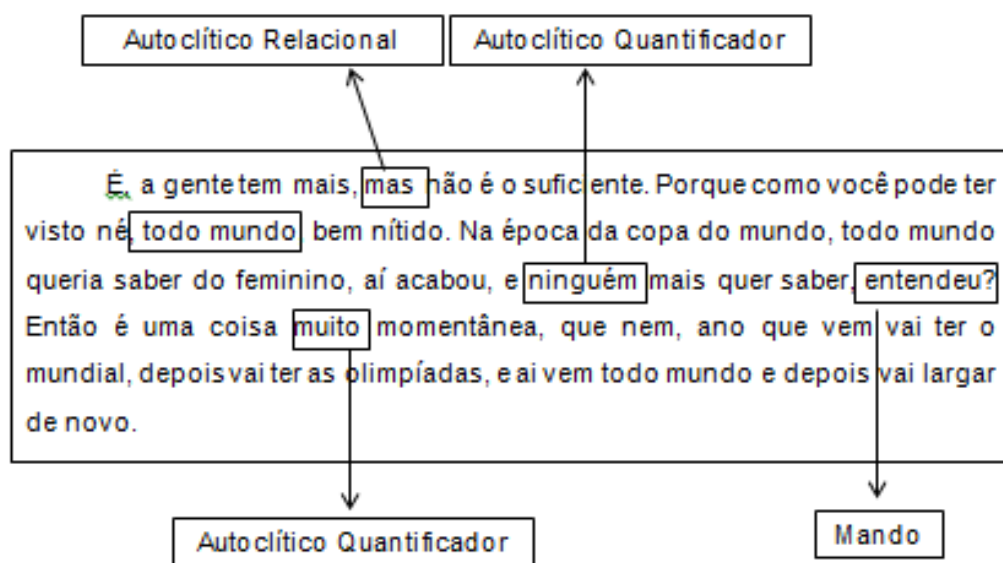 Autoclítico Relacional
Autoclítico Quantificador
É, a gente tem mais, mas não é o suficiente. Porque como você pode ter
visto né, todo mundo bem nítido. Na época da copa do mundo, todo mundo
queria saber do feminino, aí acabou, e ninguém mais quer saber, entendeu?
Então é uma coisa muito momentânea, que nem, ano que vem vai ter o
mundial, depois vai ter as olimpíadas, e ai vem todo mundo e depois vai largar
de novo.
Autoclítico Quantificador
Mando